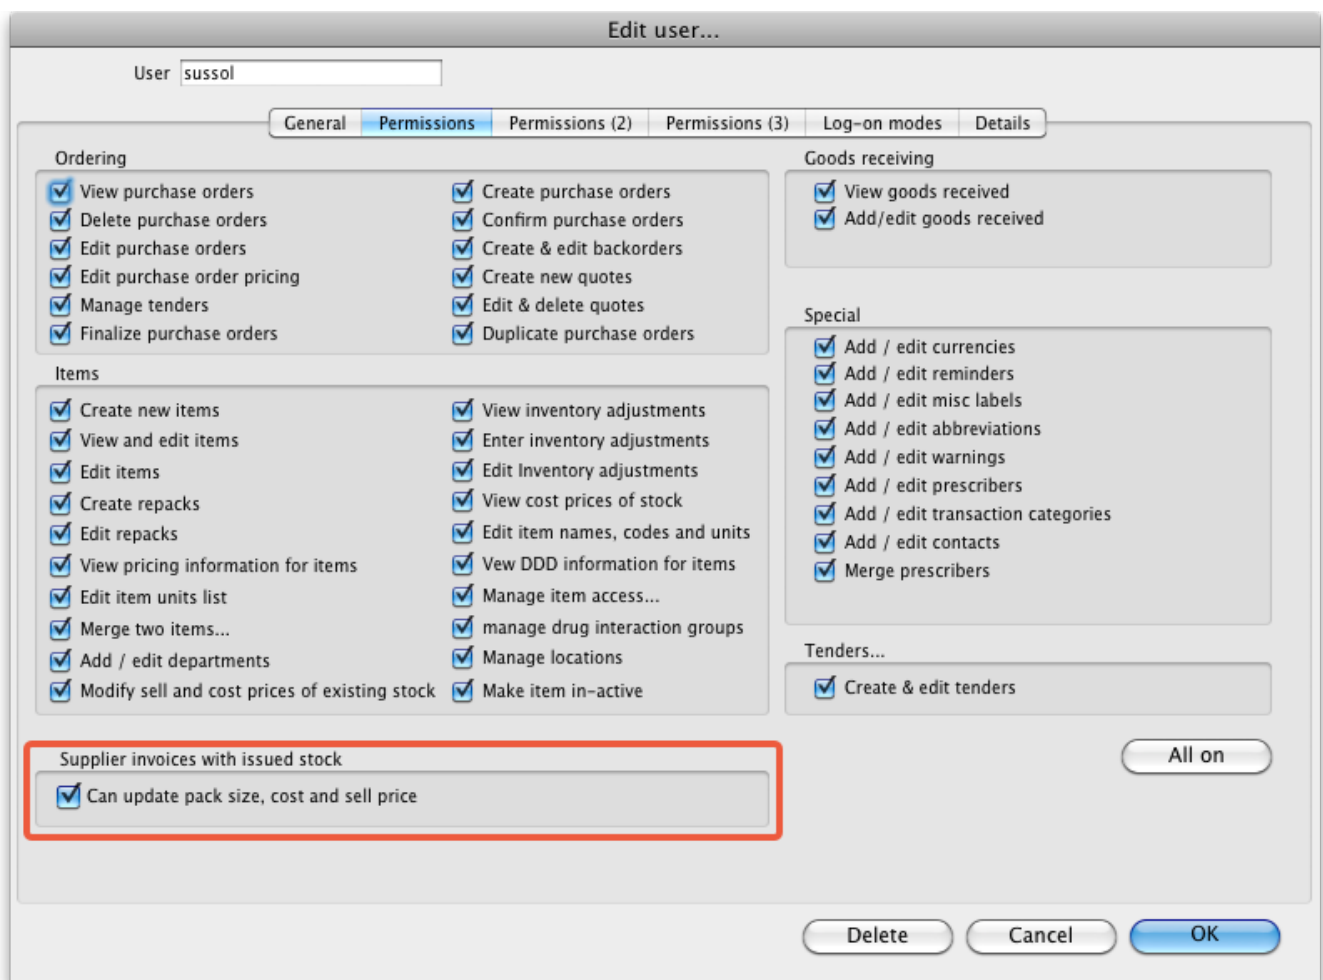 Edit user...
User sussol
General Permissions Permissions (2) Permissions (3) Log-on modes Details
Ordering
View purchase orders
Delete purchase orders
Edit purchase orders
Edit purchase order pricing
Manage tenders
Finalize purchase orders
Create purchase orders
Confirm purchase orders
Create & edit backorders
Create new quotes
Edit & delete quotes
Duplicate purchase orders
Items
Create new items
View and edit items
Edit items
Create repacks
Edit repacks
View pricing information for items
Edit item units list
Merge two items...
Add / edit departments
Modify sell and cost prices of existing stock
View inventory adjustments
Enter inventory adjustments
Edit Inventory adjustments
View cost prices of stock
Edit item names, codes and units
Vew DDD information for items
Manage item access...
manage drug interaction groups
Manage locations
Make item in-active
Supplier invoices with issued stock
Can update pack size, cost and sell price
Goods receiving
View goods received
Add/edit goods received
Special
Add / edit currencies
Add / edit reminders
Add / edit misc labels
Add / edit abbreviations
Add / edit warnings
Add / edit prescribers
Add / edit transaction categories
Add / edit contacts
Merge prescribers
Tenders...
Create & edit tenders
All on
Delete Cancel OK